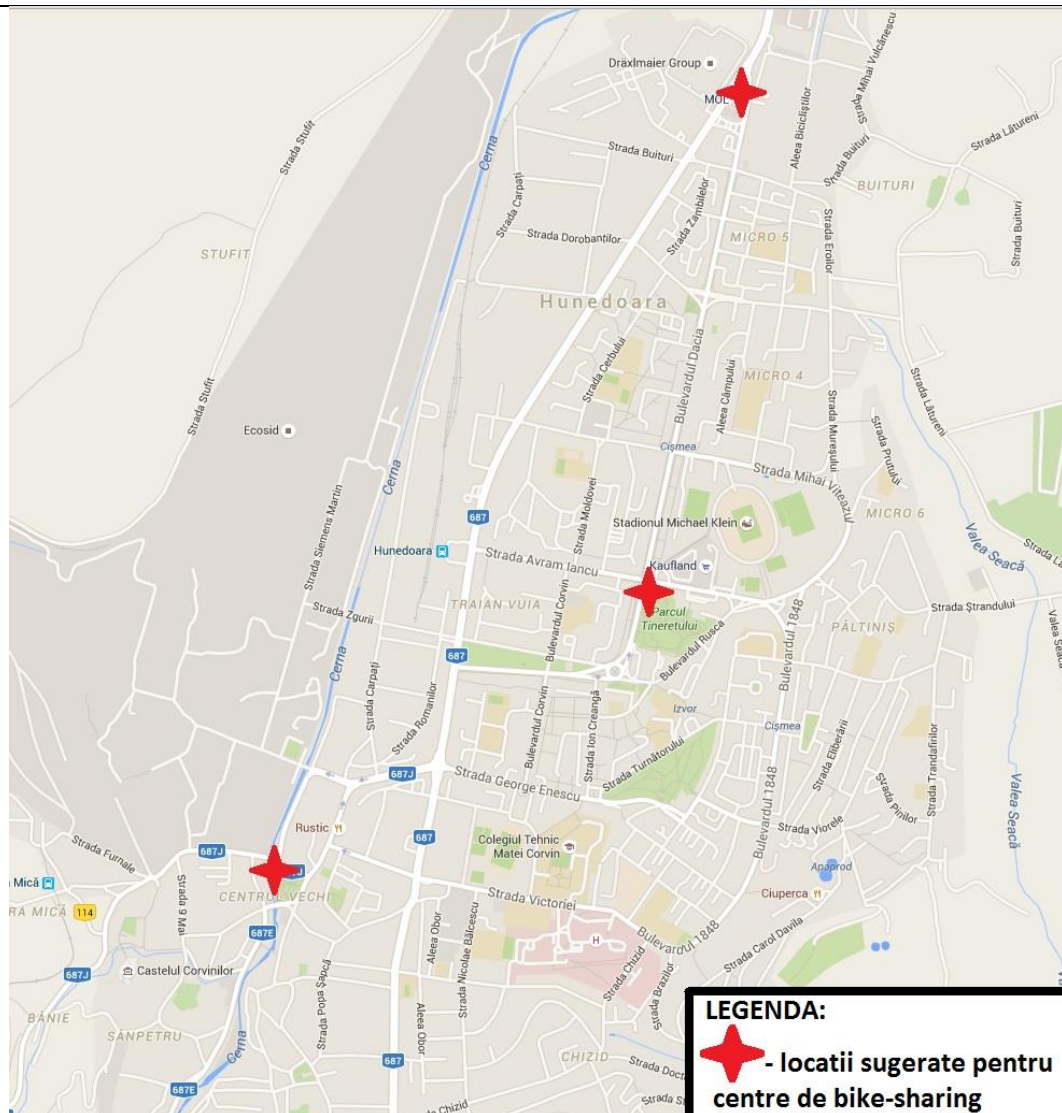 Draxlmaier Group
MOL
Strada Mihai Vulcănescu
Aleea Bicicliștilor
Strada Buituri
Strada Lătureni
Strada Buituri
BUITURI
Strada Buituri
Strada Stufit
Cerna
Strada Carpați
Strada Zambilelor
Strada Dorobanților
MICRO 5
Strada Eroilor
STUFIT
Hunedoara
Strada Cerbului
Bulevardul Dacia
Aleea Câmpului
MICRO 4
Strada Lătureni
Strada Stufit
Ecosid
Strada Mureșului
Strada Prutului
Cișmea
Strada Mihai Viteazul
Cerna
Strada Siemens Martin
687
Strada Moldovei
Stadionul Michael Klein
MICRO 6
Valea Seacă
Hunedoara
Strada Avram Iancu
Kaufland
Strada Zgurii
TRAIAN VUIA
Bulevardul Corvin
Parcul
Tineretului
Bulevardul 1848
Strada Ștrandului
PĂLTINIȘ
Valea Seacă
687
Bulevardul Rusca
Cerna
Strada Carpați
Strada Romanilor
Bulevardul Corvin
Strada Ion Creangă
Izvor
Cișmea
Strada Turnătorului
Strada Eliberării
Strada Trandafirilor
687J
Strada George Enescu
Bulevardul 1848
Strada Pinilor
Valea Seacă
Rustic
687
Colegiul Tehnic
Matei Corvin
Strada Viorele
Strada Furnale
687J
Mică
Strada 9 Mai
CENTRUL VECHI
Apaprod
Ciuperca
114
687E
Strada Victoriei
H
Bulevardul 1848
Strada Carol Davila
687J
Castelul Corvinilor
Aleea Obor
Strada Nicolae Bălcescu
Strada Chizid
Strada Brazilor
BĂNIE
SÂNPETRU
Strada Popa Șapcă
Aleea Obor
Cerna
687
CHIZID
687E
Chizid
LEGENDA:
- locatii sugerate pentru
centre de bike-sharing